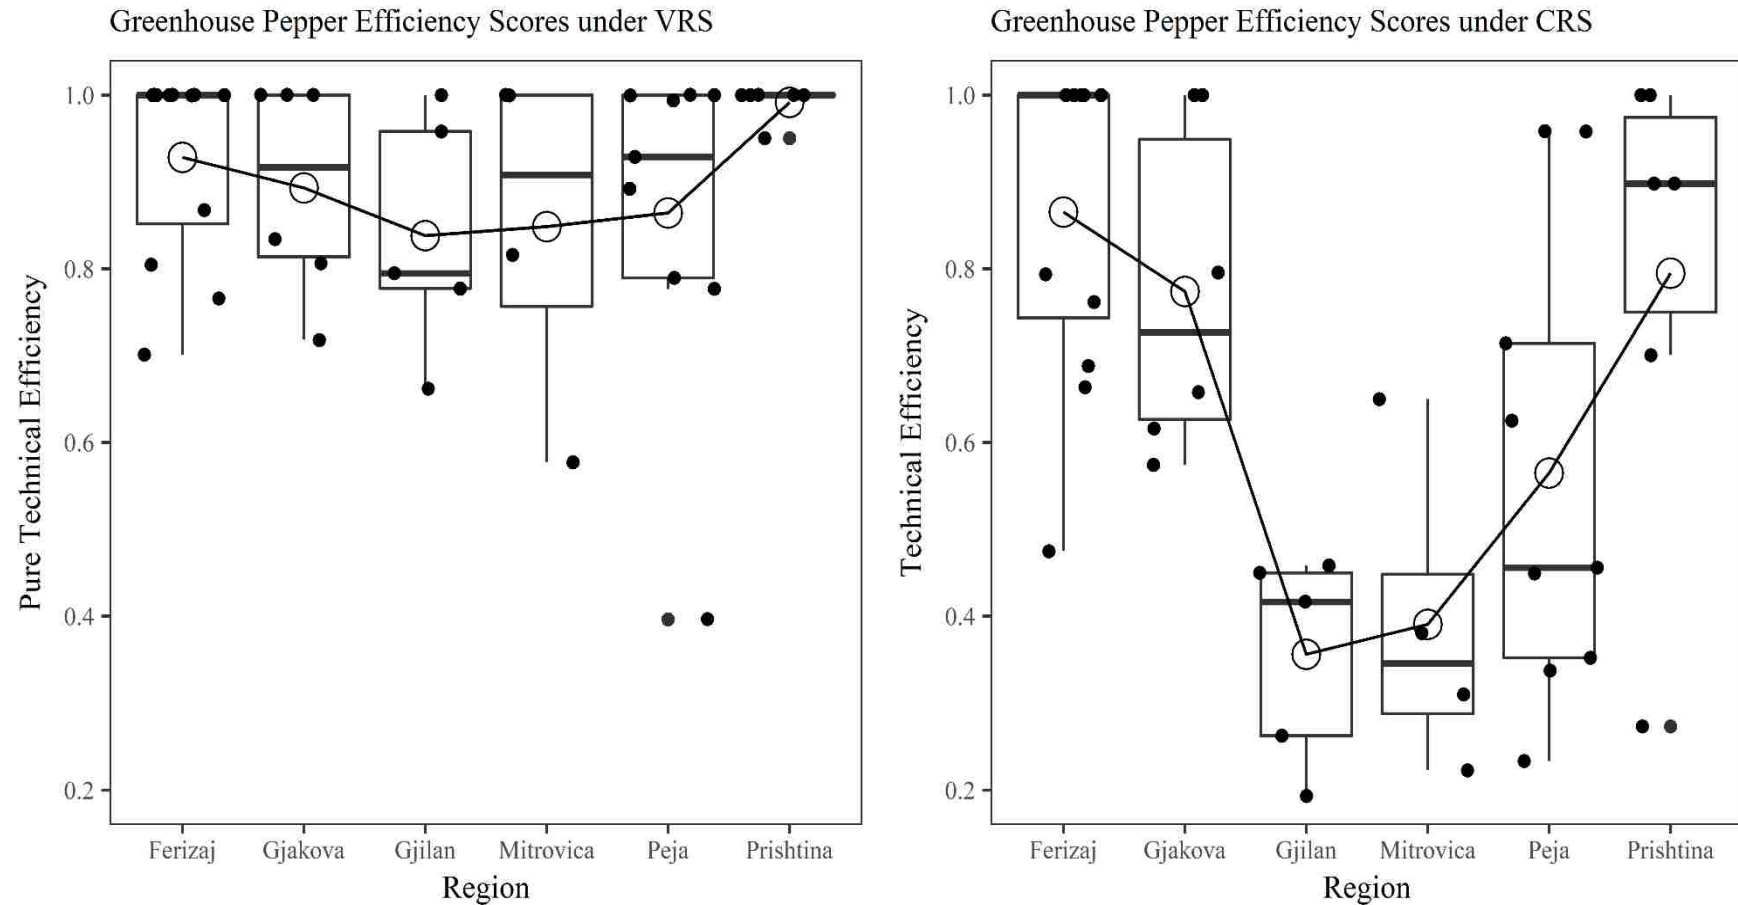 Greenhouse Pepper Efficiency Scores under VRS
Pure Technical Efficiency
1.0
0.8
0.6
0.4
0.2
Ferizaj Gjakova Gjilan Mitrovica Peja Prishtina
Region
Greenhouse Pepper Efficiency Scores under CRS
Technical Efficiency
1.0
0.8
0.6
0.4
0.2
Ferizaj Gjakova Gjilan Mitrovica Peja Prishtina
Region